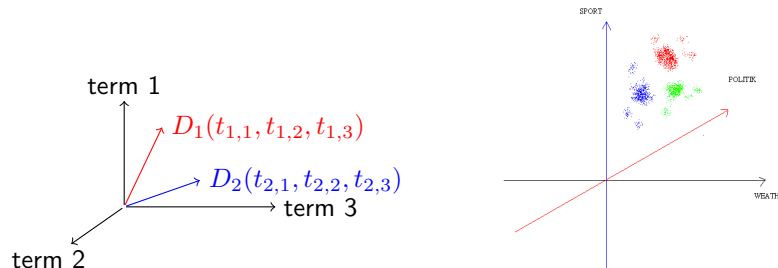 term 1
D₁(t₁,₁, t₁,₂, t₁,₃)
D₂(t₂,₁, t₂,₂, t₂,₃)
term 3
term 2
SPORT
POLITIK
WEATH